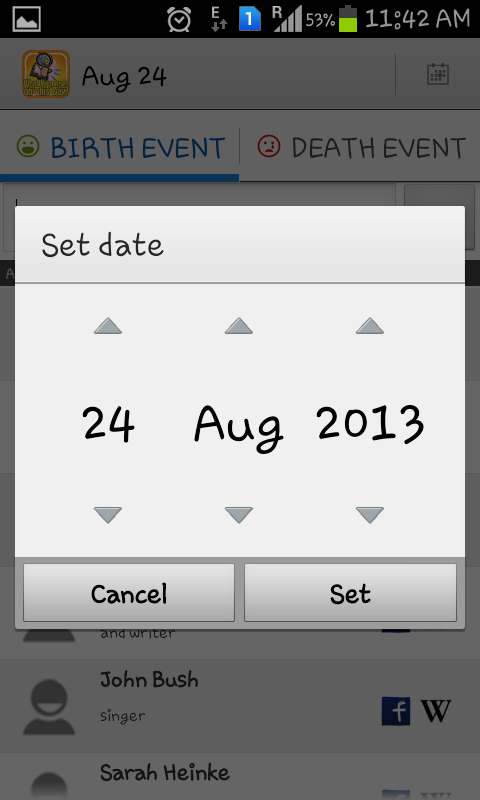 E 1 R 53% 11:42 AM
Aug 24
BIRTH EVENT DEATH EVENT
Set date
24 Aug 2013
Cancel Set
and writer
John Bush
singer
f W
Sarah Heinke